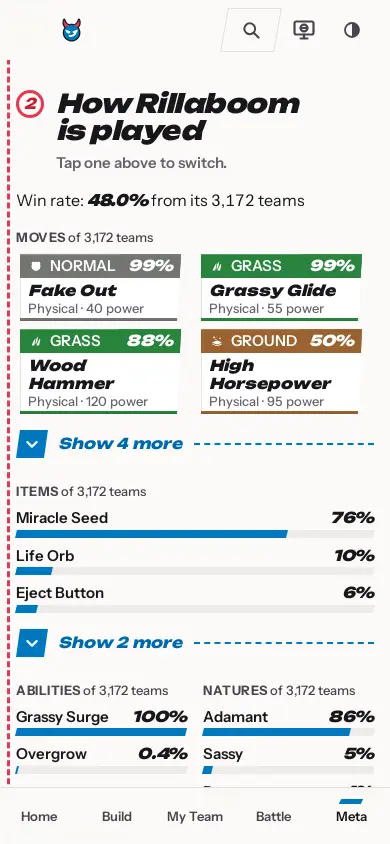 2 How Rillaboom
is played
Tap one above to switch.
Win rate: 48.0% from its 3,172 teams
MOVES of 3,172 teams
NORMAL 99%
Fake Out
Physical · 40 power
GRASS 99%
Grassy Glide
Physical · 55 power
GRASS 88%
Wood
Hammer
Physical · 120 power
GROUND 50%
High
Horsepower
Physical · 95 power
Show 4 more
ITEMS of 3,172 teams
Miracle Seed 76%
Life Orb 10%
Eject Button 6%
Show 2 more
ABILITIES of 3,172 teams
Grassy Surge 100%
Overgrow 0.4%
NATURES of 3,172 teams
Adamant 86%
Sassy 5%
Home Build My Team Battle Meta